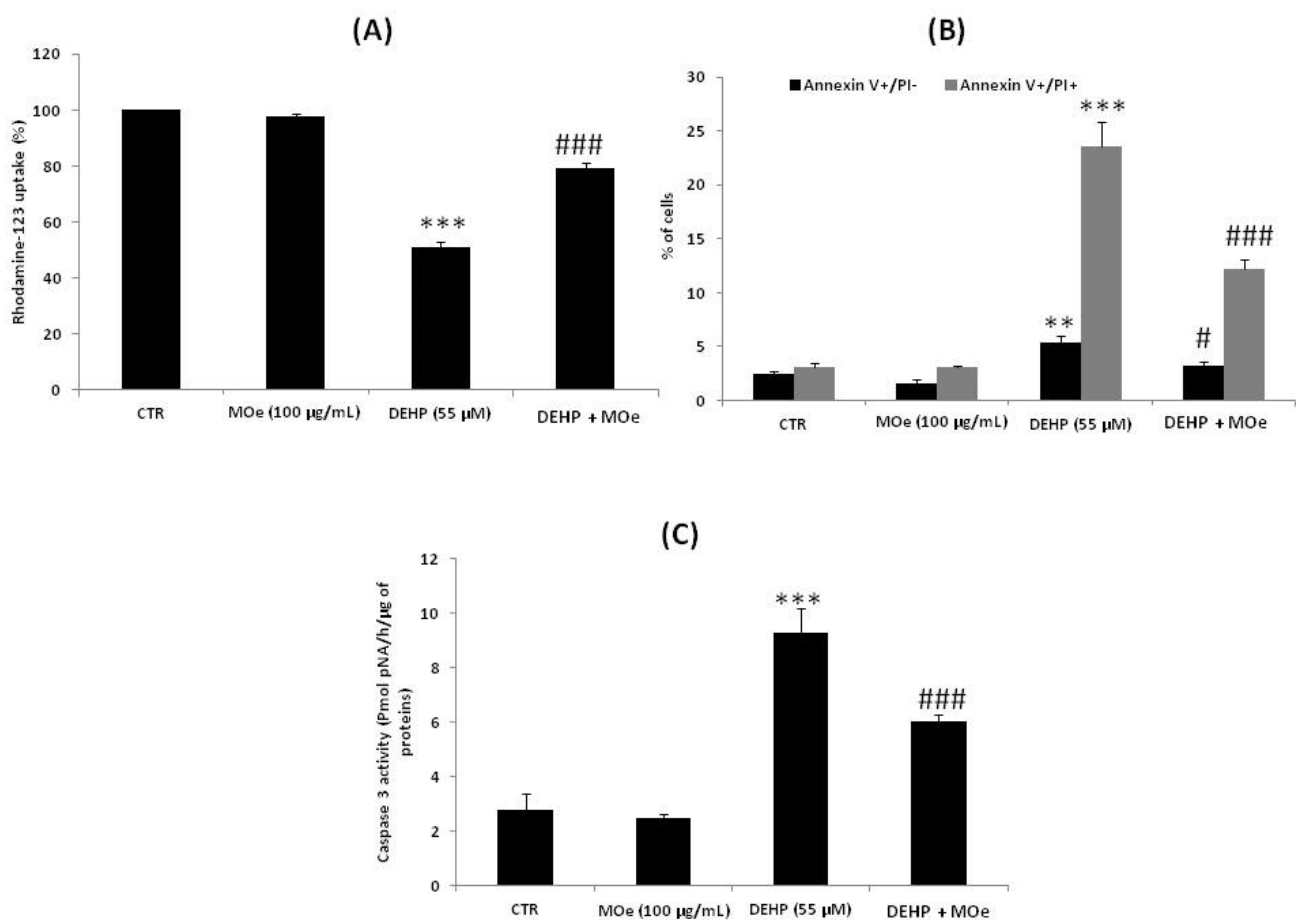 (A)
120
100
80
60
40
20
0
Rhodamine-123 uptake (%)
***
###
CTR
MOe (100 µg/mL)
DEHP (55 µM)
DEHP + MOe
(B)
30
25
20
15
10
5
0
% of cells
Annexin V+/PI-
Annexin V+/PI+
**
***
#
###
CTR
MOe (100 µg/mL)
DEHP (55 µM)
DEHP + MOe
(C)
12
10
8
6
4
2
0
Caspase 3 activity (Pmol pNA/h/µg of
proteins)
***
###
CTR
MOe (100 µg/mL)
DEHP (55 µM)
DEHP + MOe